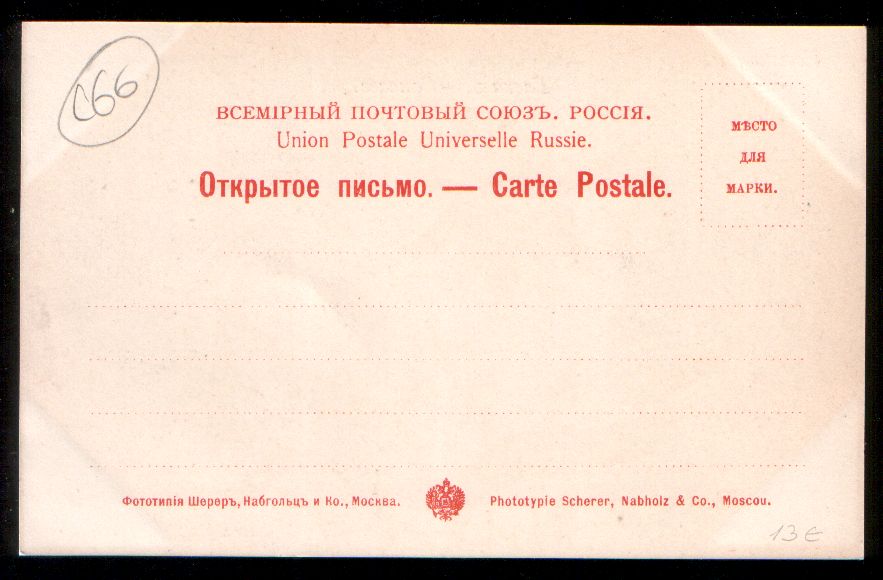 C66
ВСЕМІРНЫЙ ПОЧТОВЫЙ СОЮЗЪ. РОССІЯ.
Union Postale Universelle Russie.
Открытое письмо. — Carte Postale.
МѢСТО
ДЛЯ
МАРКИ.
Фототипія Шереръ, Набгольцъ и Ко., Москва.
Phototypie Scherer, Nabholz & Co., Moscou.
13€